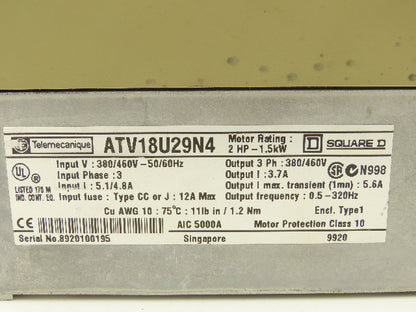 Telemecanique ATV18U29N4 Motor Rating : 2 HP - 1.5kW SQUARE D
Input V : 380/460V - 50/60Hz Output 3 Ph : 380/460V
Input Phase : 3 Output I : 3.7A N998
UL LISTED 170 M IND. CONT. EQ.
Input I : 5.1/4.8A Output I max. transient (1mn) : 5.6A
Input fuse : Type CC or J : 12A Max Output frequency : 0.5-320Hz
Cu AWG 10 : 75°C : 11lb in / 1.2 Nm Encl. Type1
CE AIC 5000A Motor Protection Class 10
Serial No.8920100195 Singapore 9920